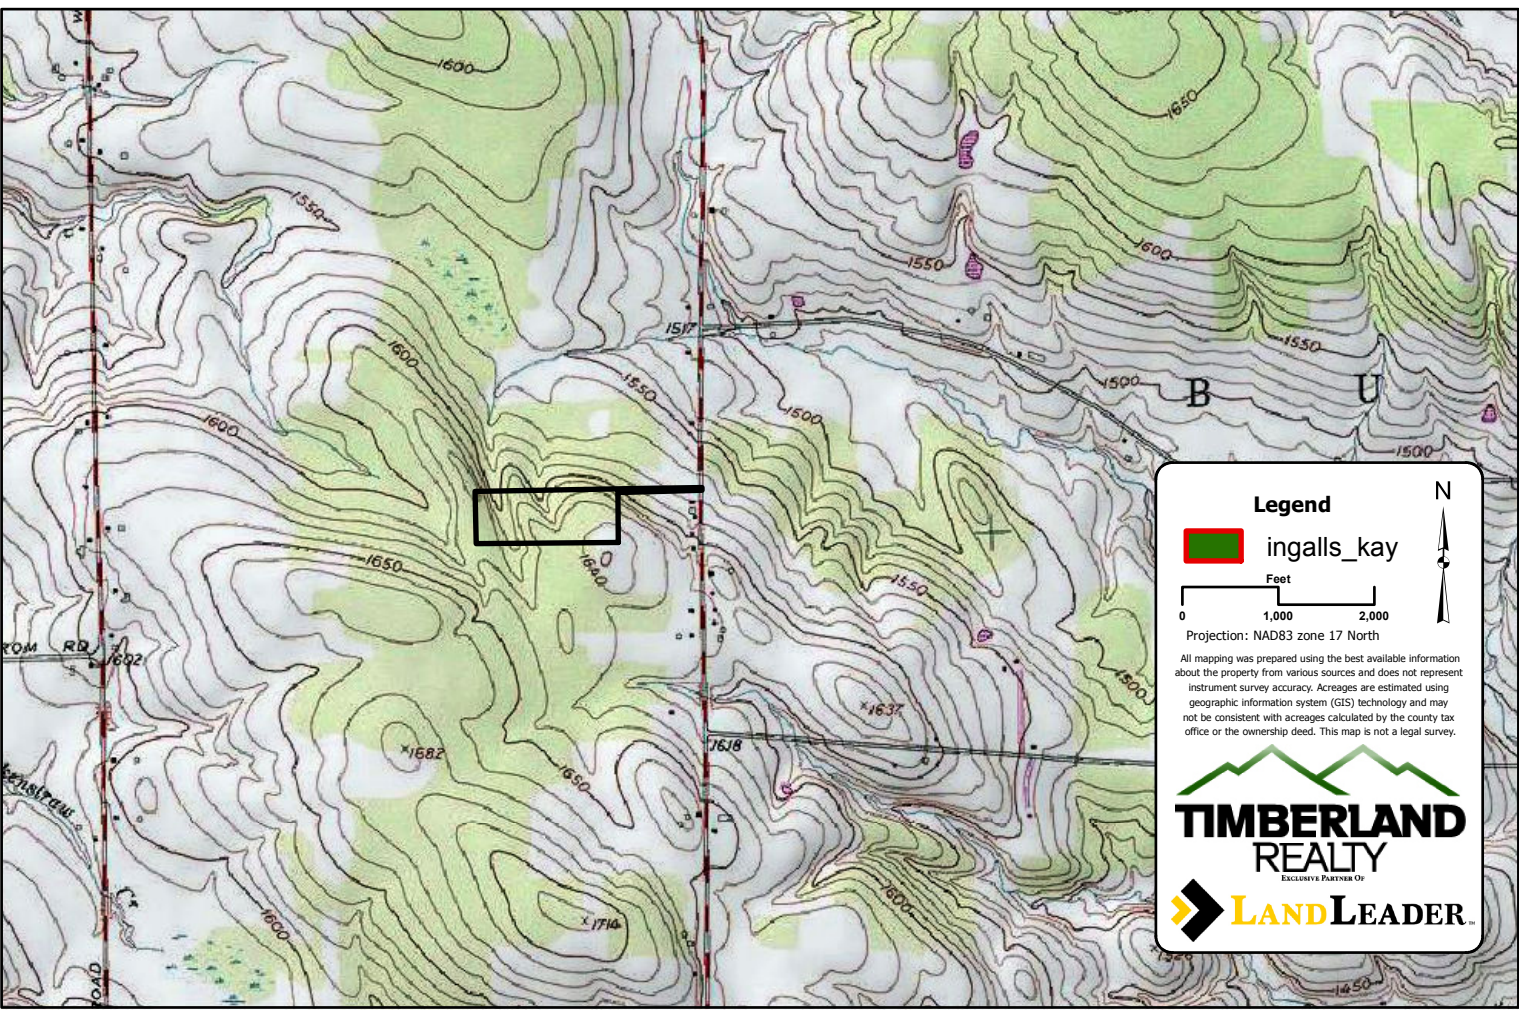 1600
1650
1550
1600
1550
1517
1550
1600
1500
1550
1500
B U
1600
1500
1650
1640
1550
ROM RD
1602
1500
1637
1682
1618
1650
1600
1714
1600
ROAD
Cr
1450
Legend
ingalls_kay
N
Feet
0 1,000 2,000
Projection: NAD83 zone 17 North
All mapping was prepared using the best available information
about the property from various sources and does not represent
instrument survey accuracy. Acreages are estimated using
geographic information system (GIS) technology and may
not be consistent with acreages calculated by the county tax
office or the ownership deed. This map is not a legal survey.
TIMBERLAND
REALTY
EXCLUSIVE PARTNER OF
LANDLEADER